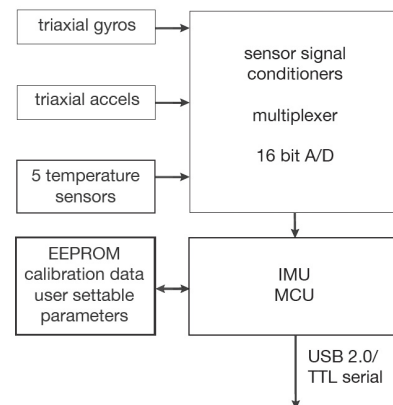 triaxial gyros
sensor signal
conditioners
triaxial accels
multiplexer
16 bit A/D
5 temperature
sensors
EEPROM
calibration data
user settable
parameters
IMU
MCU
USB 2.0/
TTL serial